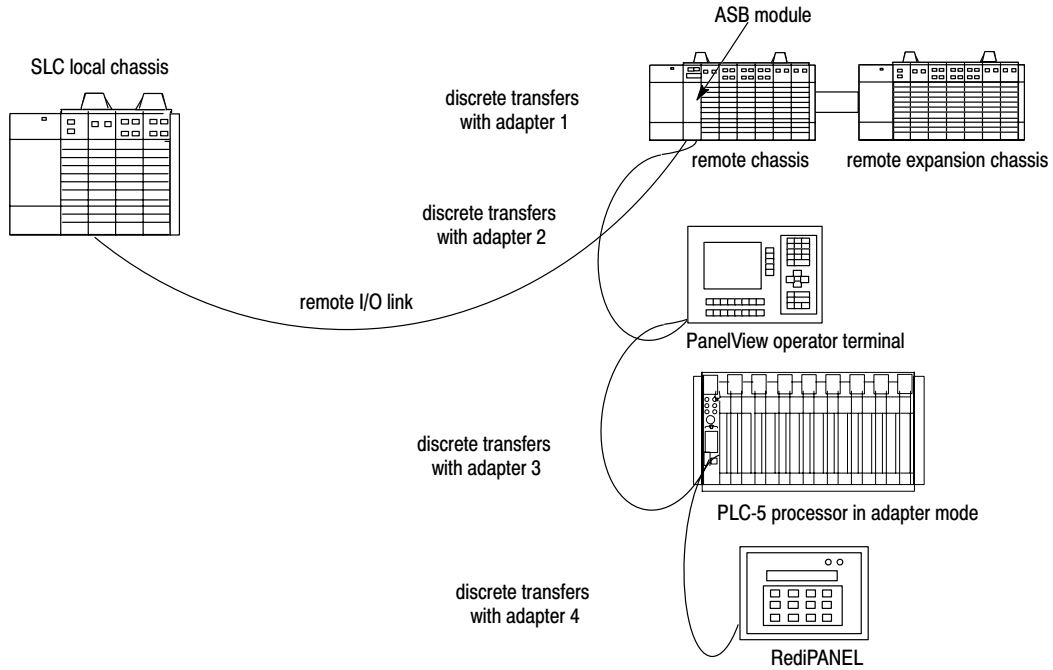 ASB module
SLC local chassis
discrete transfers
with adapter 1
remote chassis
remote expansion chassis
discrete transfers
with adapter 2
remote I/O link
PanelView operator terminal
discrete transfers
with adapter 3
PLC-5 processor in adapter mode
discrete transfers
with adapter 4
RediPANEL